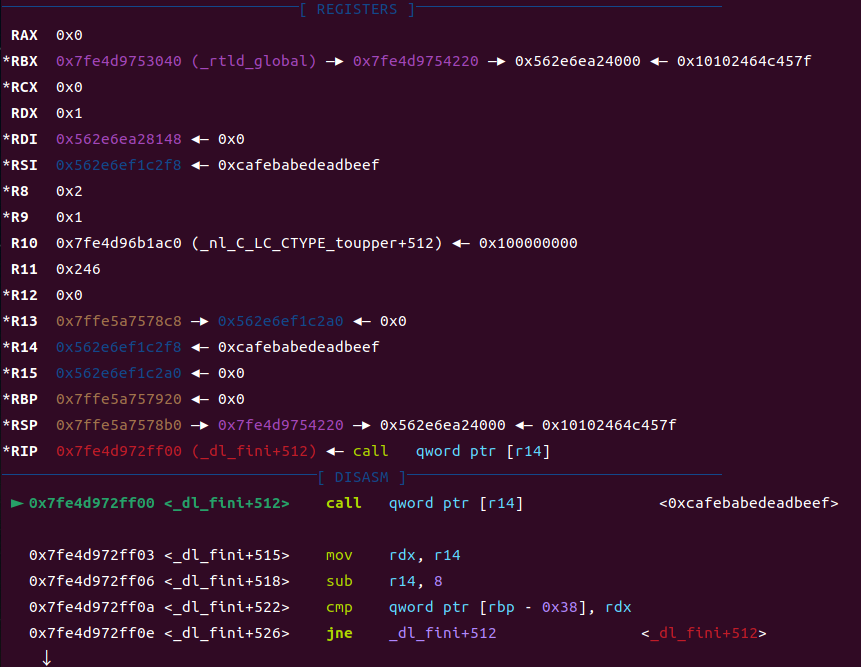 [ REGISTERS ]
RAX 0x0
*RBX 0x7fe4d9753040 (_rtld_global) —▸ 0x7fe4d9754220 —▸ 0x562e6ea24000 ◂— 0x10102464c457f
*RCX 0x0
RDX 0x1
*RDI 0x562e6ea28148 ◂— 0x0
*RSI 0x562e6ef1c2f8 ◂— 0xcafebabedeadbeef
*R8 0x2
*R9 0x1
R10 0x7fe4d96b1ac0 (_nl_C_LC_CTYPE_toupper+512) ◂— 0x100000000
R11 0x246
*R12 0x0
*R13 0x7ffe5a7578c8 —▸ 0x562e6ef1c2a0 ◂— 0x0
*R14 0x562e6ef1c2f8 ◂— 0xcafebabedeadbeef
*R15 0x562e6ef1c2a0 ◂— 0x0
*RBP 0x7ffe5a757920 ◂— 0x0
*RSP 0x7ffe5a7578b0 —▸ 0x7fe4d9754220 —▸ 0x562e6ea24000 ◂— 0x10102464c457f
*RIP 0x7fe4d972ff00 (_dl_fini+512) ◂— call qword ptr [r14]
[ DISASM ]
► 0x7fe4d972ff00 <_dl_fini+512> call qword ptr [r14] <0xcafebabedeadbeef>
0x7fe4d972ff03 <_dl_fini+515> mov rdx, r14
0x7fe4d972ff06 <_dl_fini+518> sub r14, 8
0x7fe4d972ff0a <_dl_fini+522> cmp qword ptr [rbp - 0x38], rdx
0x7fe4d972ff0e <_dl_fini+526> jne _dl_fini+512 <_dl_fini+512>
↓